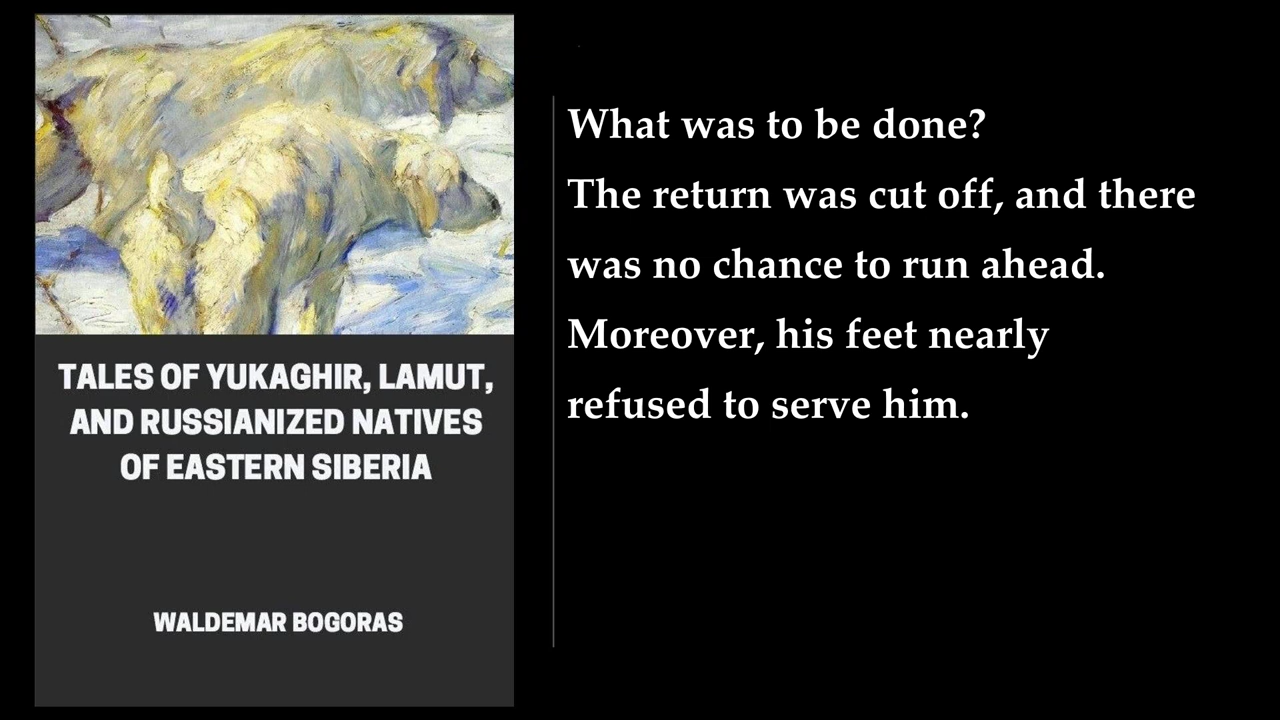 TALES OF YUKAGHIR, LAMUT,
AND RUSSIANIZED NATIVES
OF EASTERN SIBERIA
WALDEMAR BOGORAS
What was to be done?
The return was cut off, and there
was no chance to run ahead.
Moreover, his feet nearly
refused to serve him.